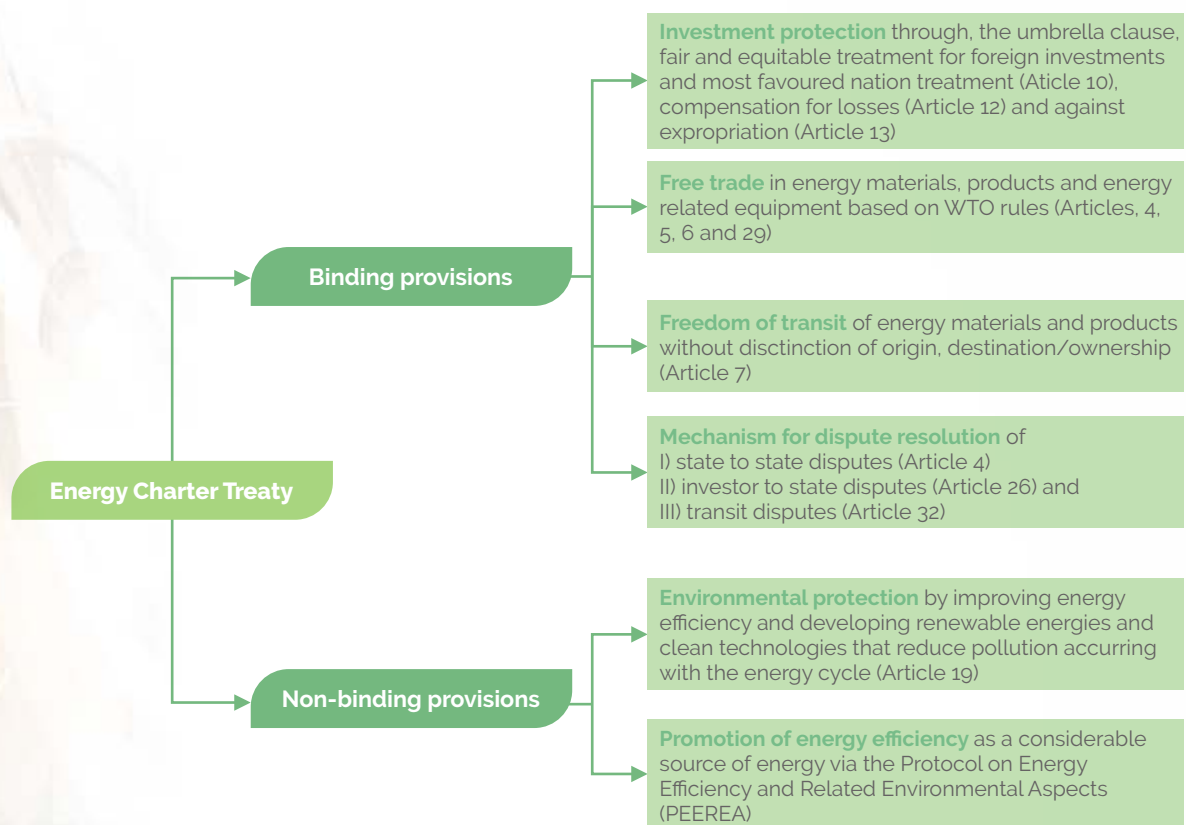 Investment protection through, the umbrella clause,
fair and equitable treatment for foreign investments
and most favoured nation treatment (Aticle 10),
compensation for losses (Article 12) and against
expropriation (Article 13)
Free trade in energy materials, products and energy
related equipment based on WTO rules (Articles, 4,
5, 6 and 29)
Binding provisions
Freedom of transit of energy materials and products
without disctinction of origin, destination/ownership
(Article 7)
Mechanism for dispute resolution of
I) state to state disputes (Article 4)
II) investor to state disputes (Article 26) and
III) transit disputes (Article 32)
Energy Charter Treaty
Environmental protection by improving energy
efficiency and developing renewable energies and
clean technologies that reduce pollution accurring
with the energy cycle (Article 19)
Non-binding provisions
Promotion of energy efficiency as a considerable
source of energy via the Protocol on Energy
Efficiency and Related Environmental Aspects
(PEEREA)